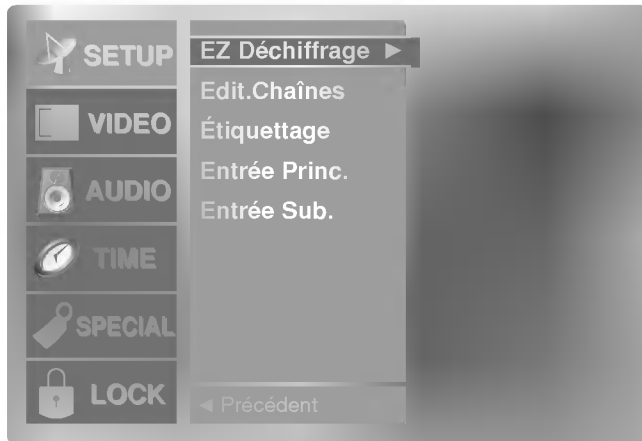 SETUP
VIDEO
AUDIO
TIME
SPECIAL
LOCK
EZ Déchiffrage ►
Edit.Chaînes
Étiquettage
Entrée Princ.
Entrée Sub.
◄ Précédent